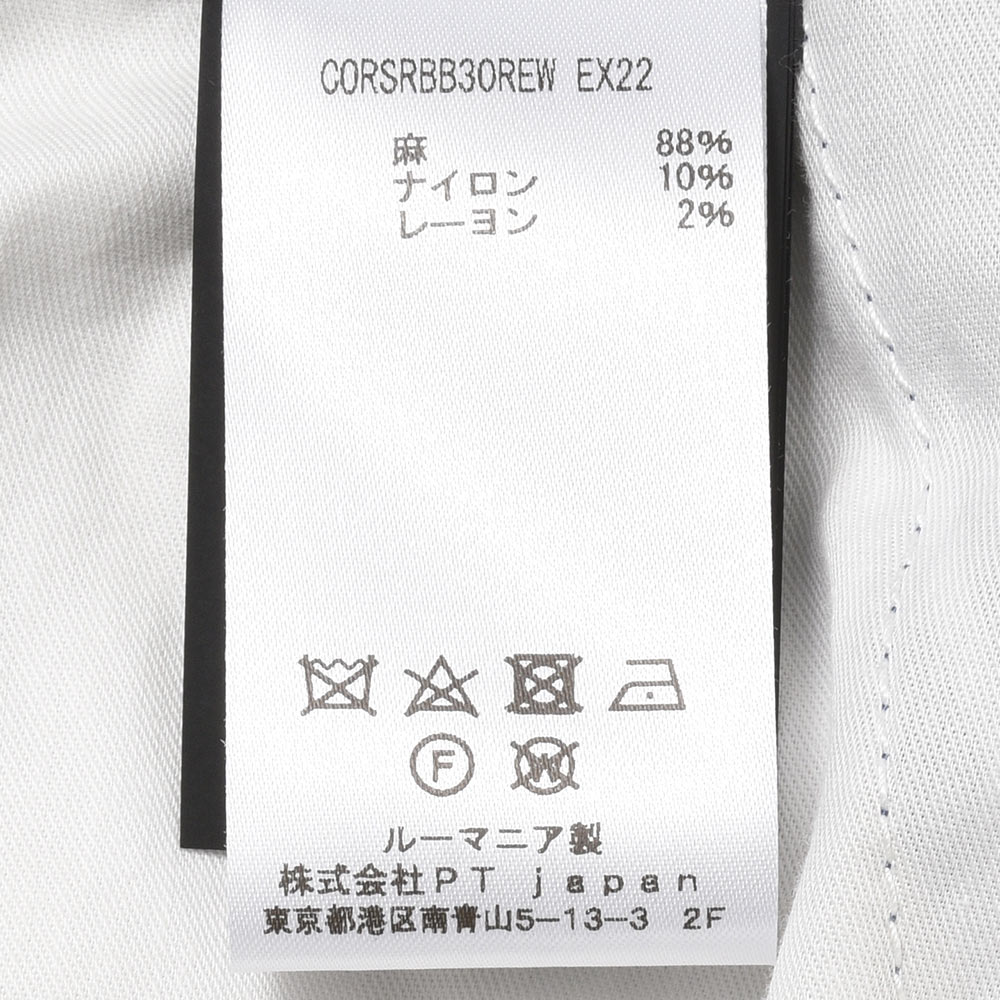 CORSRBB30REW EX22
麻 88%
ナイロン 10%
レーヨン 2%
F W
ルーマニア製
株式会社PT japan
東京都港区南青山5-13-3 2F